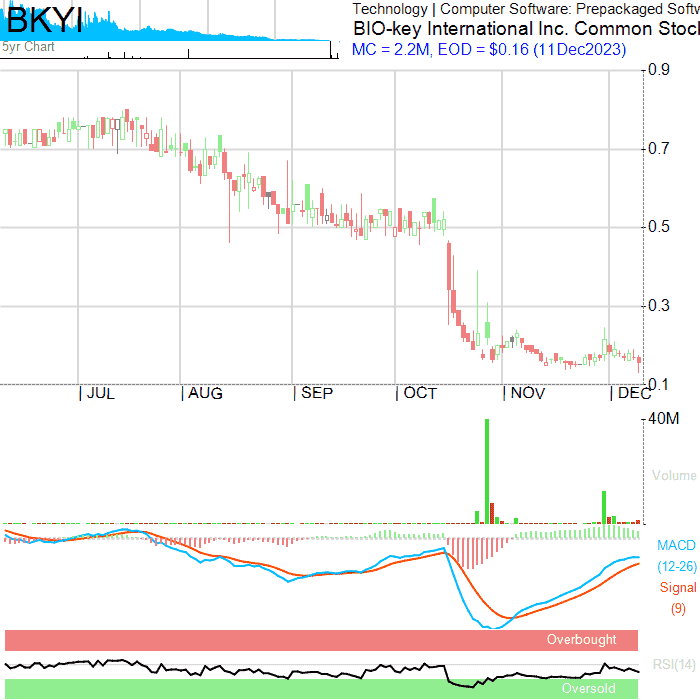 BKYI
5yr Chart
Technology | Computer Software: Prepackaged Softw
BIO-key International Inc. Common Stoc
MC = 2.2M, EOD = $0.16 (11Dec2023)
0.9
0.7
0.5
0.3
0.1
| JUL | AUG | SEP | OCT | NOV | DEC
40M
Volume
MACD
(12-26)
Signal
(9)
Overbought
RSI(14)
Oversold